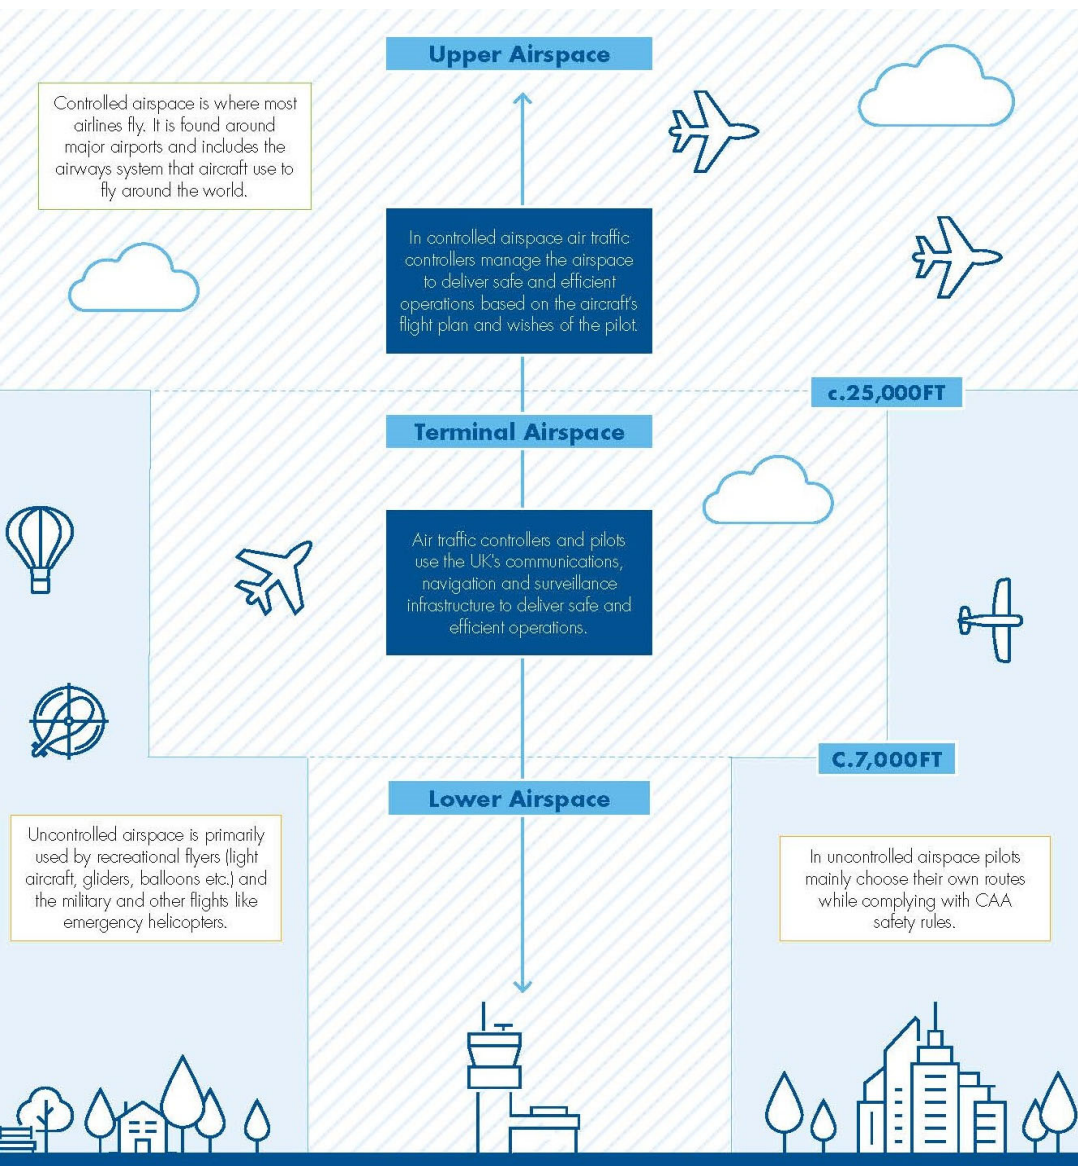 Upper Airspace
Controlled airspace is where most
airlines fly. It is found around
major airports and includes the
airways system that aircraft use to
fly around the world.
In controlled airspace air traffic
controllers manage the airspace
to deliver safe and efficient
operations based on the aircraft's
flight plan and wishes of the pilot.
c.25,000FT
Terminal Airspace
Air traffic controllers and pilots
use the UK's communications,
navigation and surveillance
infrastructure to deliver safe and
efficient operations.
C.7,000FT
Lower Airspace
Uncontrolled airspace is primarily
used by recreational flyers (light
aircraft, gliders, balloons etc.) and
the military and other flights like
emergency helicopters.
In uncontrolled airspace pilots
mainly choose their own routes
while complying with CAA
safety rules.